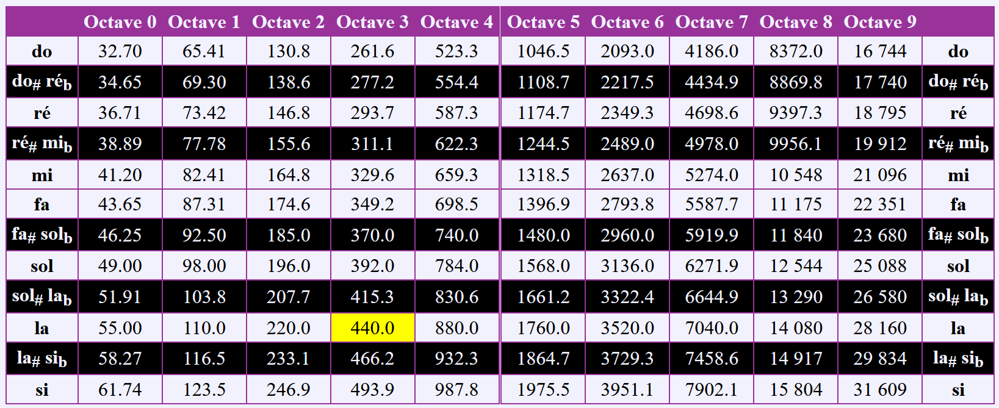 Octave 0 Octave 1 Octave 2 Octave 3 Octave 4 Octave 5 Octave 6 Octave 7 Octave 8 Octave 9
do 32.70 65.41 130.8 261.6 523.3 1046.5 2093.0 4186.0 8372.0 16 744 do
do# réb 34.65 69.30 138.6 277.2 554.4 1108.7 2217.5 4434.9 8869.8 17 740 do# réb
ré 36.71 73.42 146.8 293.7 587.3 1174.7 2349.3 4698.6 9397.3 18 795 ré
ré# mib 38.89 77.78 155.6 311.1 622.3 1244.5 2489.0 4978.0 9956.1 19 912 ré# mib
mi 41.20 82.41 164.8 329.6 659.3 1318.5 2637.0 5274.0 10 548 21 096 mi
fa 43.65 87.31 174.6 349.2 698.5 1396.9 2793.8 5587.7 11 175 22 351 fa
fa# solb 46.25 92.50 185.0 370.0 740.0 1480.0 2960.0 5919.9 11 840 23 680 fa# solb
sol 49.00 98.00 196.0 392.0 784.0 1568.0 3136.0 6271.9 12 544 25 088 sol
sol# lab 51.91 103.8 207.7 415.3 830.6 1661.2 3322.4 6644.9 13 290 26 580 sol# lab
la 55.00 110.0 220.0 440.0 880.0 1760.0 3520.0 7040.0 14 080 28 160 la
la# sib 58.27 116.5 233.1 466.2 932.3 1864.7 3729.3 7458.6 14 917 29 834 la# sib
si 61.74 123.5 246.9 493.9 987.8 1975.5 3951.1 7902.1 15 804 31 609 si